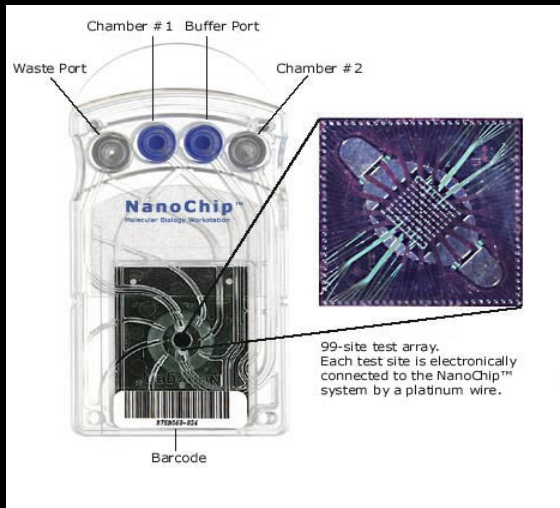 Chamber #1 Buffer Port
Waste Port
Chamber #2
NanoChip™
Molecular Biology Workstation
99-site test array.
Each test site is electronically
connected to the NanoChip™
system by a platinum wire.
Barcode